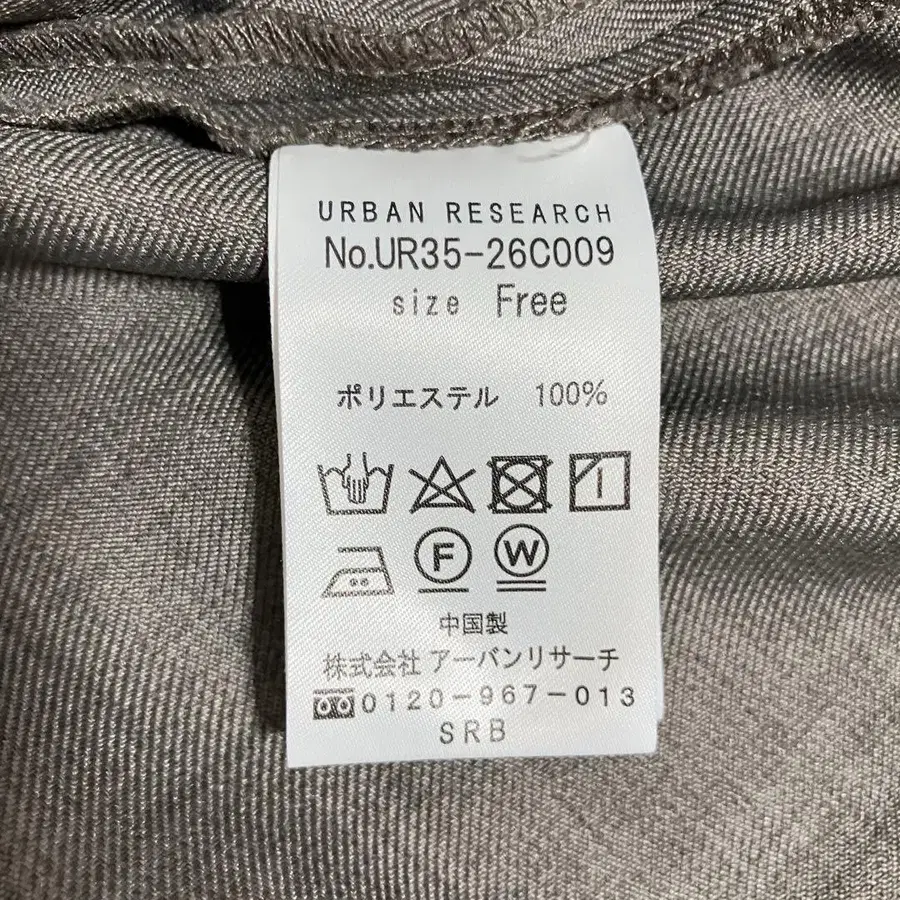 URBAN RESEARCH
No.UR35-26C009
size Free
ポリエステル 100%
F W
中国製
株式会社 アーバンリサーチ
0120-967-013
SRB